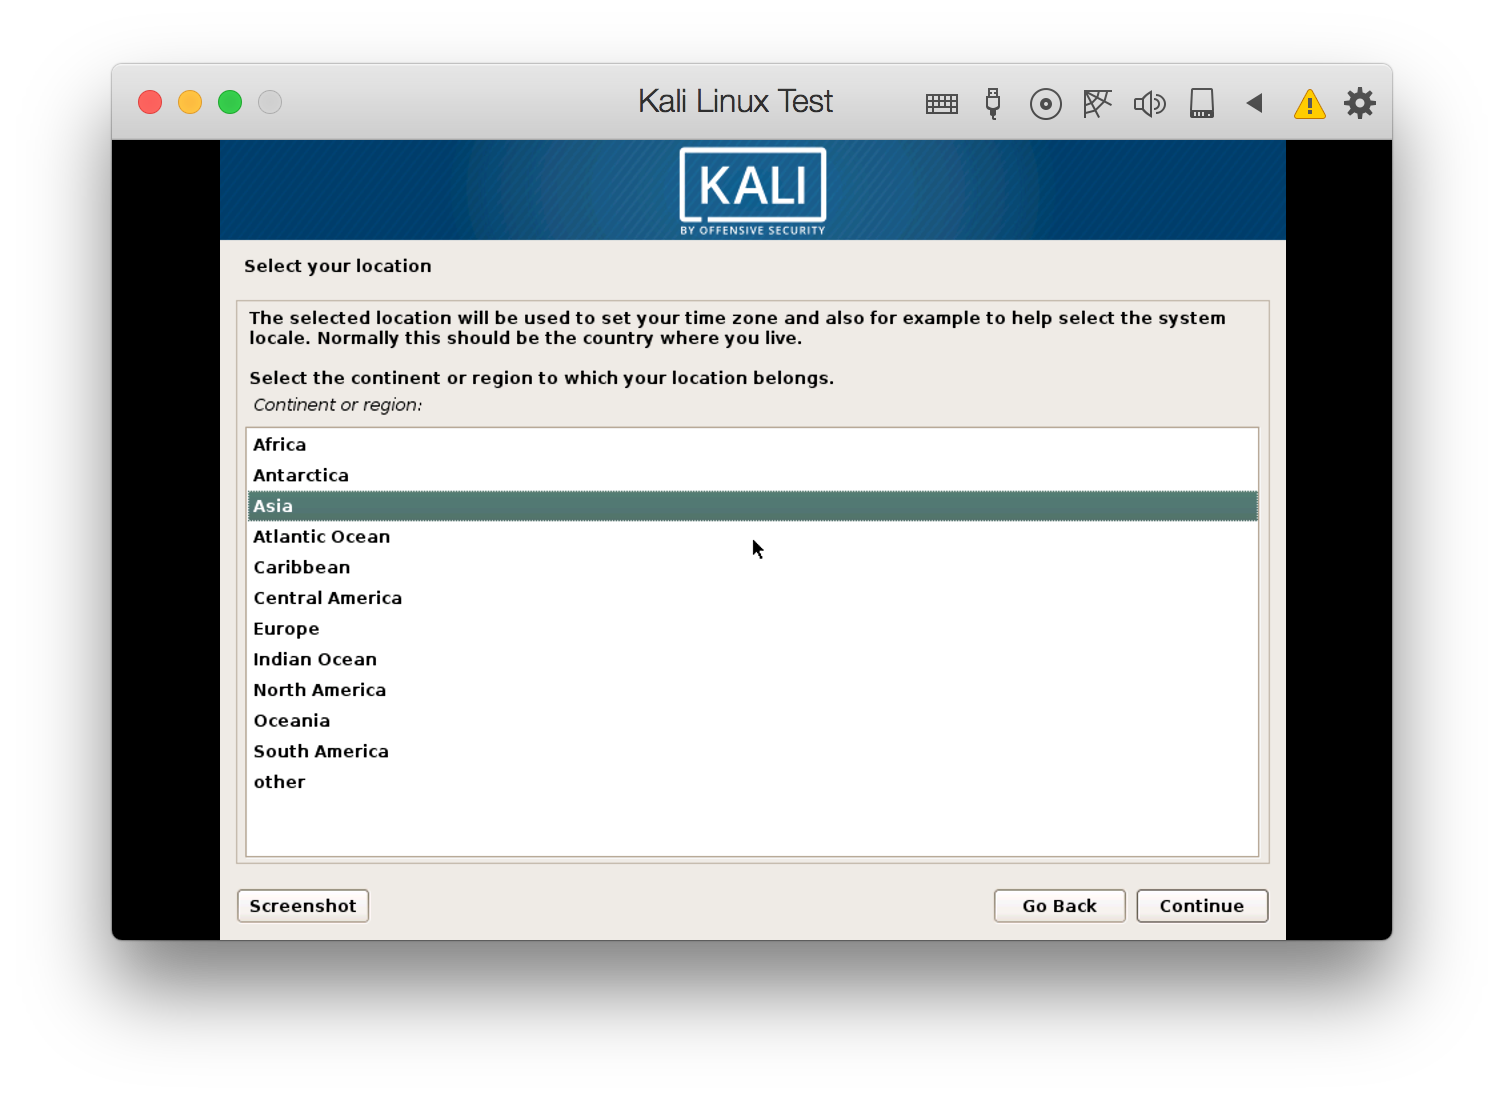 Kali Linux Test
KALI
BY OFFENSIVE SECURITY
Select your location
The selected location will be used to set your time zone and also for example to help select the system
locale. Normally this should be the country where you live.
Select the continent or region to which your location belongs.
Continent or region:
Africa
Antarctica
Asia
Atlantic Ocean
Caribbean
Central America
Europe
Indian Ocean
North America
Oceania
South America
other
Screenshot
Go Back
Continue